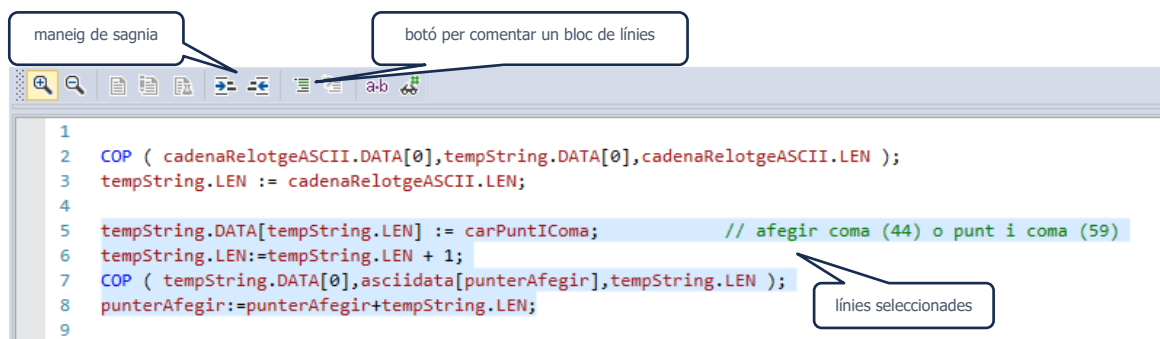 maneig de sagnia
botó per comentar un bloc de línies
a·b
1
2 COP ( cadenaRelotgeASCII.DATA[0],tempString.DATA[0],cadenaRelotgeASCII.LEN );
3 tempString.LEN := cadenaRelotgeASCII.LEN;
4
5 tempString.DATA[tempString.LEN] := carPuntIComa; // afegir coma (44) o punt i coma (59)
6 tempString.LEN:=tempString.LEN + 1;
7 COP ( tempString.DATA[0],asciidata[punterAfegir],tempString.LEN );
8 punterAfegir:=punterAfegir+tempString.LEN;
línies seleccionades
9